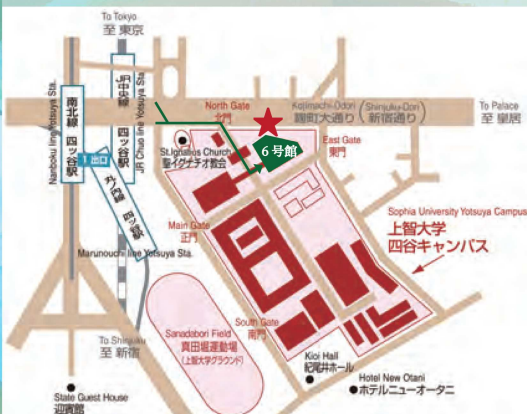 To Tokyo
至 東京
Nanboku line Yotsuya Sta.
南北線 四ッ谷駅
JR中央線 四ッ谷駅
JR Chuo line Yotsuya Sta.
1 出口
丸ノ内線 四ッ谷駅
Marunouchi line Yotsuya Sta.
North Gate
北門
Kojimachi-Odori (Shinjuku-Dori)
麹町大通り(新宿通り)
To Palace
至 皇居
St.Ignatios Church
聖イグナチオ教会
6号館
East Gate
東門
Main Gate
正門
Sophia University Yotsuya Campus
上智大学
四谷キャンパス
South Gate
南門
Sanadabori Field
真田堀運動場
(上智大学グラウンド)
To Shinjuku
至 新宿
Kioi Hall
紀尾井ホール
Hotel New Otani
ホテルニューオータニ
State Guest House
迎賓館